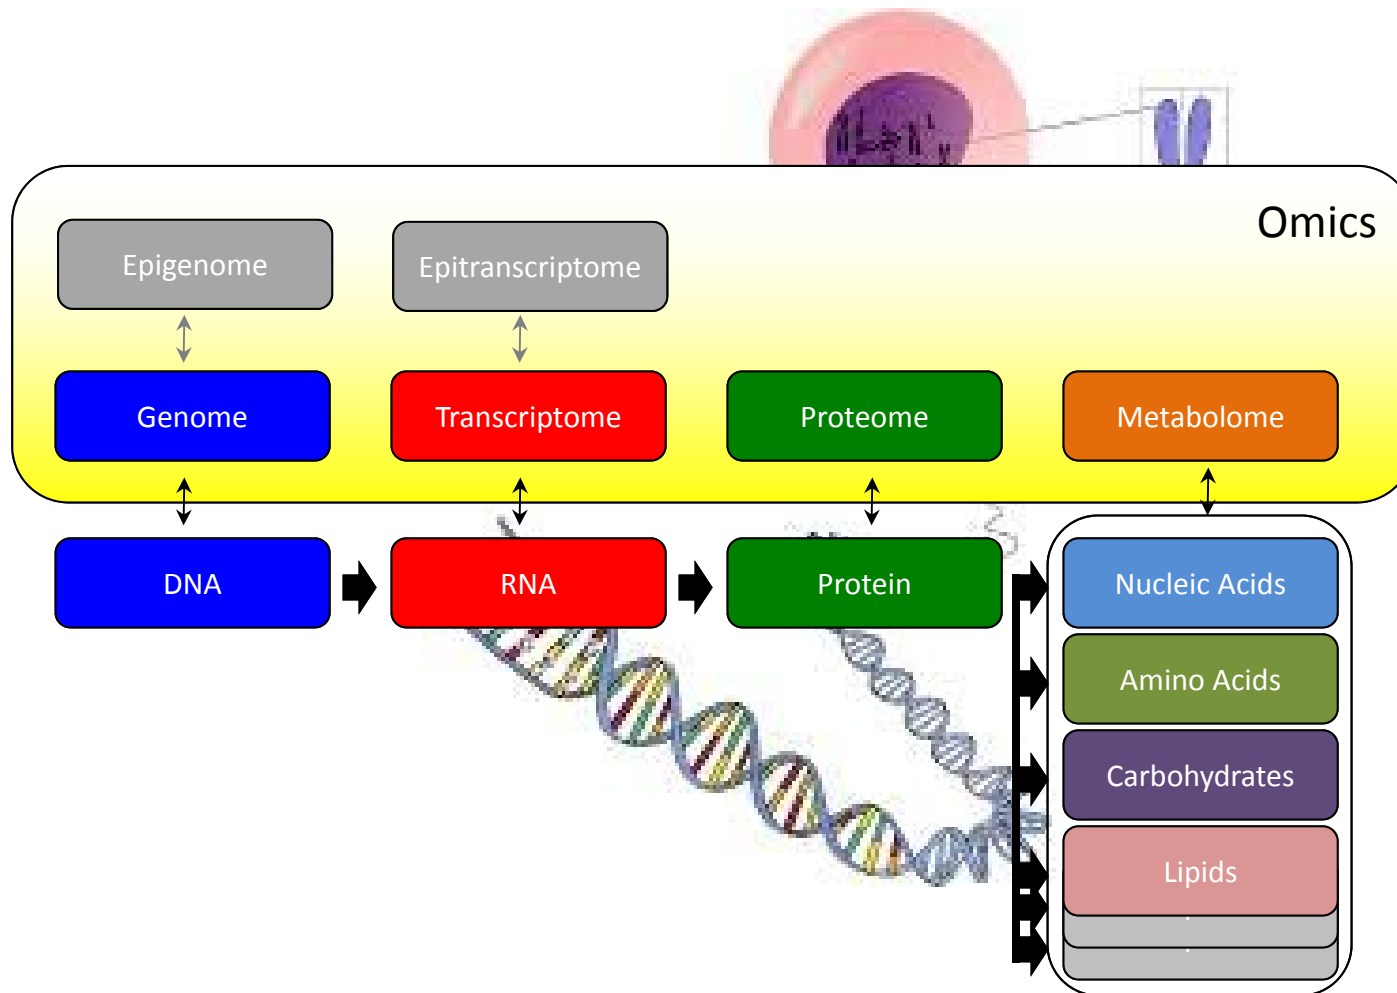 Omics
Epigenome
Epitranscriptome
Genome
Transcriptome
Proteome
Metabolome
DNA
RNA
Protein
Nucleic Acids
Amino Acids
Carbohydrates
Lipids